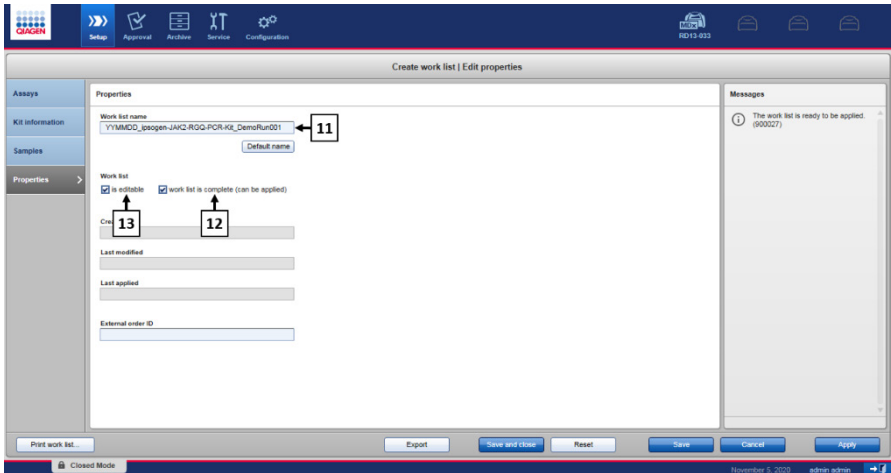 QIAGEN
Setup Approval Archive Service Configuration
MDx
RD13-033
Create work list | Edit properties
Assays
Kit information
Samples
Properties
Properties
Work list name
YYMMDD_ipsogen-JAK2-RGQ-PCR-Kit_DemoRun001
11
Default name
Work list
is editable
work list is complete (can be applied)
13
12
Last modified
Last applied
External order ID
Messages
The work list is ready to be applied.
(900027)
Print work list...
Export
Save and close
Reset
Save
Cancel
Apply
Closed Mode
November 5, 2020
admin admin